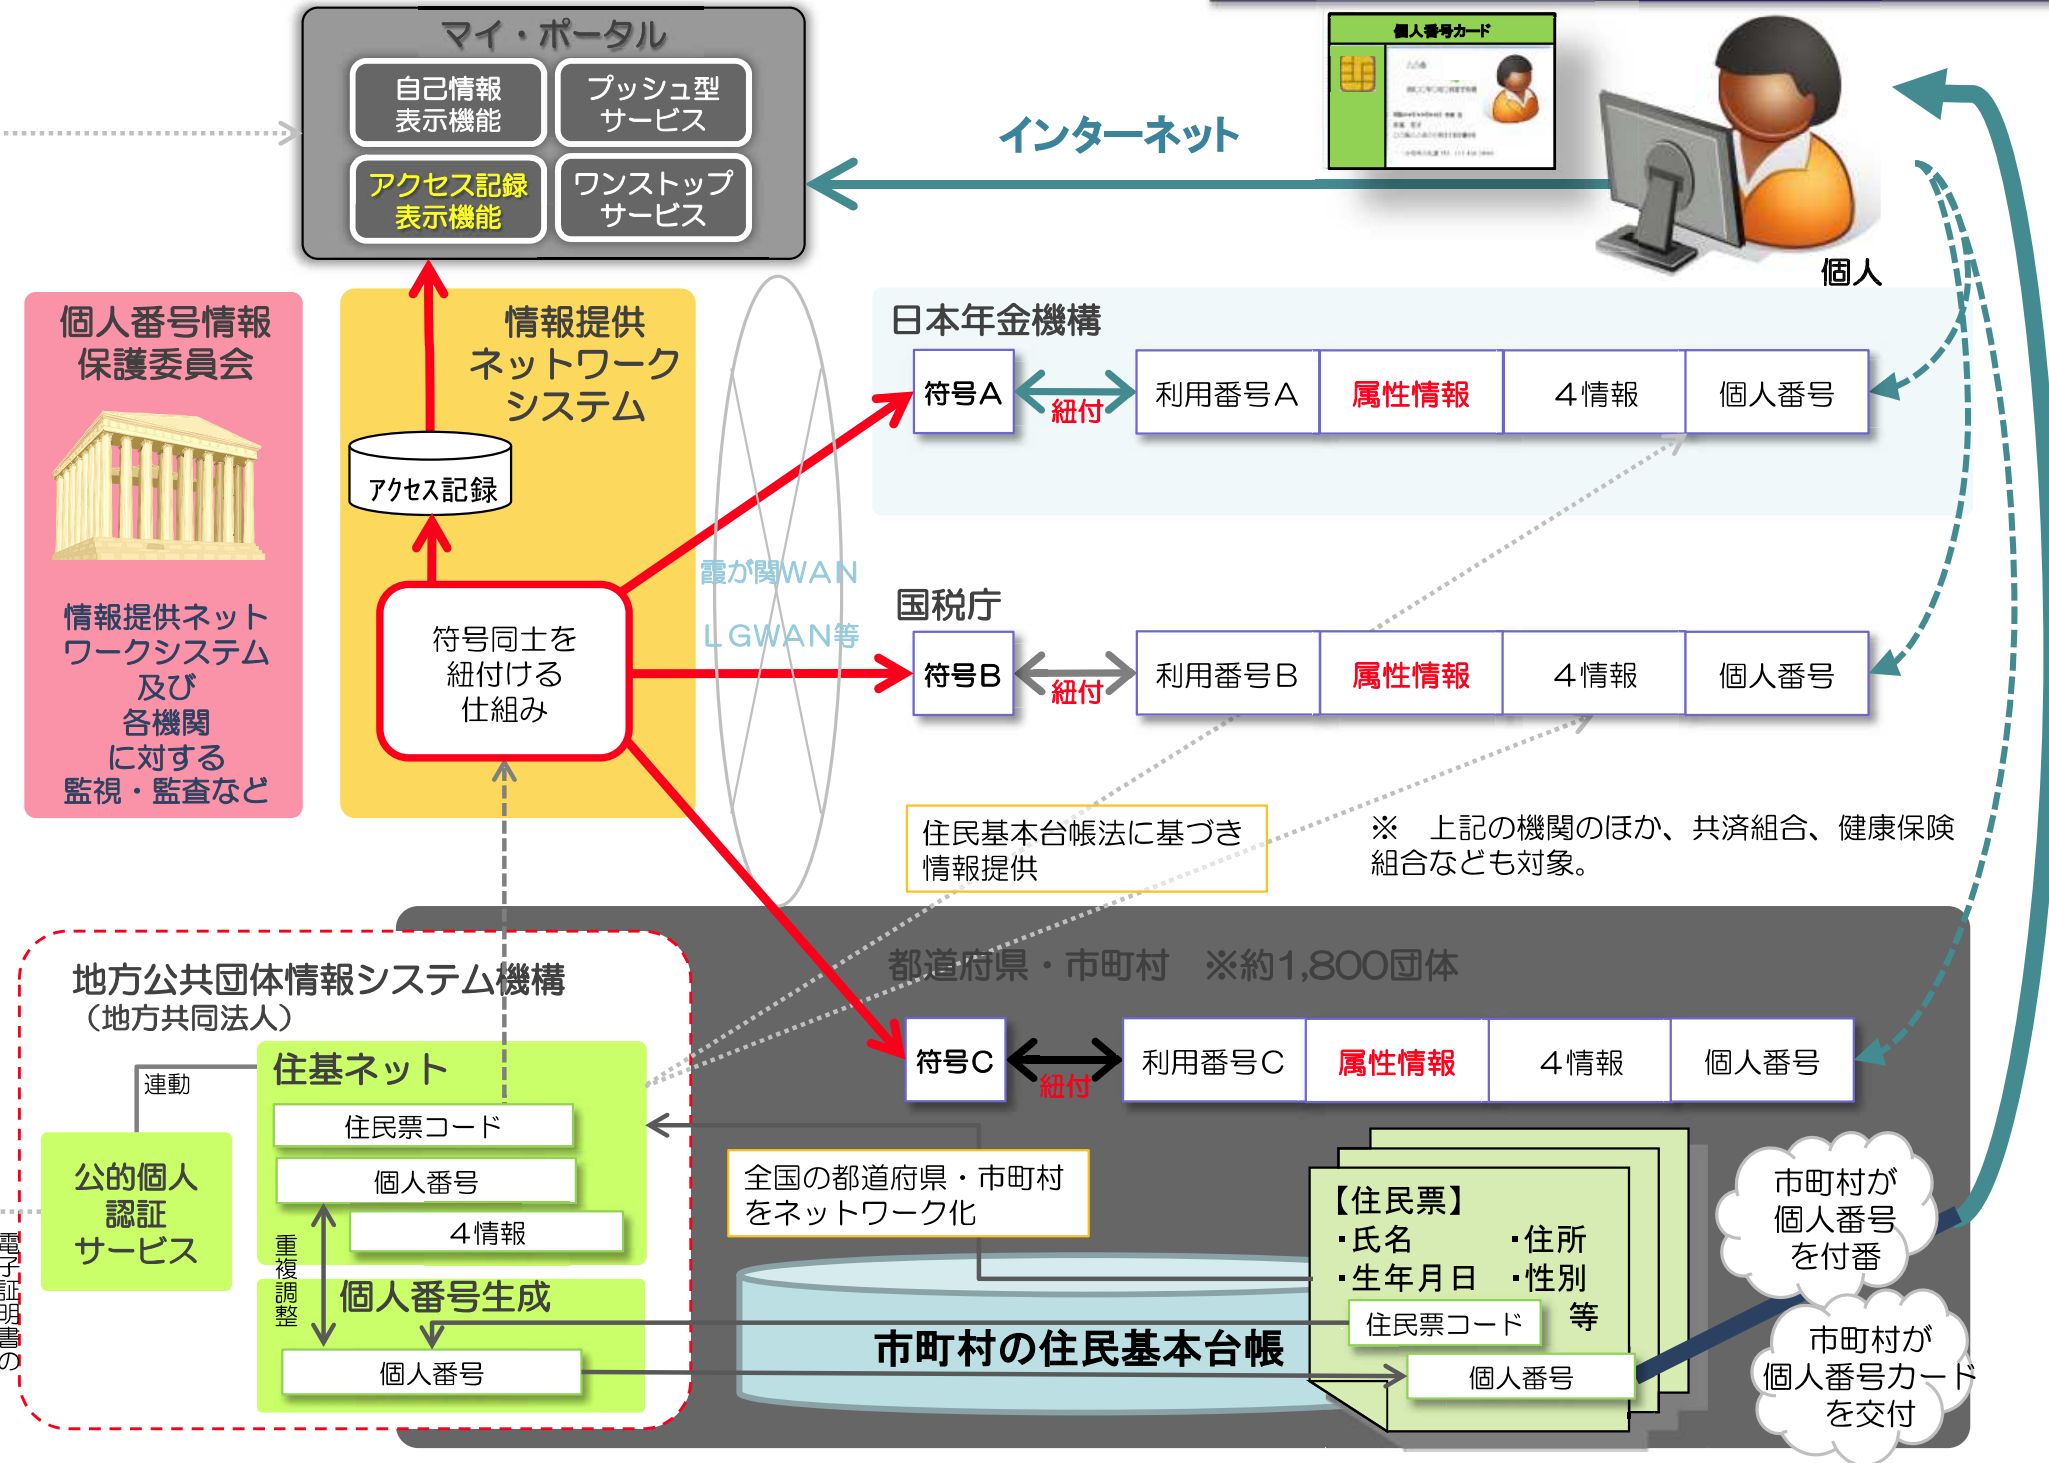 マイ・ポータル
自己情報
表示機能
プッシュ型
サービス
アクセス記録
表示機能
ワンストップ
サービス
インターネット
個人番号カード
個人
個人番号情報
保護委員会
情報提供ネット
ワークシステム
及び
各機関
に対する
監視・監査など
情報提供
ネットワーク
システム
アクセス記録
符号同士を
紐付ける
仕組み
霞が関WAN
LGWAN等
日本年金機構
符号A
紐付
利用番号A
属性情報
4情報
個人番号
国税庁
符号B
紐付
利用番号B
属性情報
4情報
個人番号
住民基本台帳法に基づき
情報提供
※　上記の機関のほか、共済組合、健康保険
組合なども対象。
都道府県・市町村　※約1,800団体
符号C
紐付
利用番号C
属性情報
4情報
個人番号
地方公共団体情報システム機構
（地方共同法人）
連動
住基ネット
住民票コード
個人番号
4情報
公的個人
認証
サービス
電子証明書の
重複調整
個人番号生成
個人番号
全国の都道府県・市町村
をネットワーク化
市町村の住民基本台帳
【住民票】
・氏名　・住所
・生年月日　・性別
等
住民票コード
個人番号
市町村が
個人番号
を付番
市町村が
個人番号カード
を交付